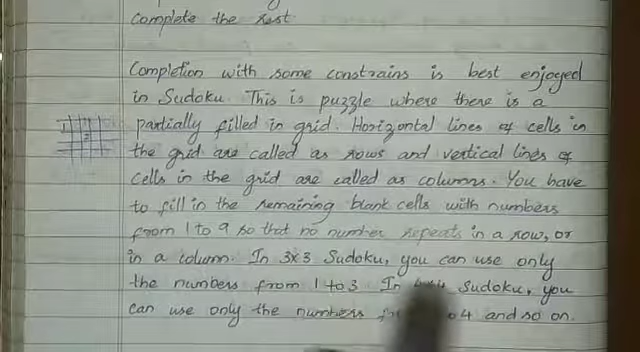 complete the rest
Completion with some constrains is best enjoyed
in Sudoku. This is puzzle where there is a
partially filled in grid. Horizontal lines of cells in
the grid are called as rows and vertical lines of
cells in the grid are called as columns. You have
to fill in the remaining blank cells with numbers
from 1 to 9 so that no number repeats in a row, or
in a column. In 3x3 Sudoku, you can use only
the numbers from 1 to 3 In Sudoku, you
can use only the numbers 4 and so on.